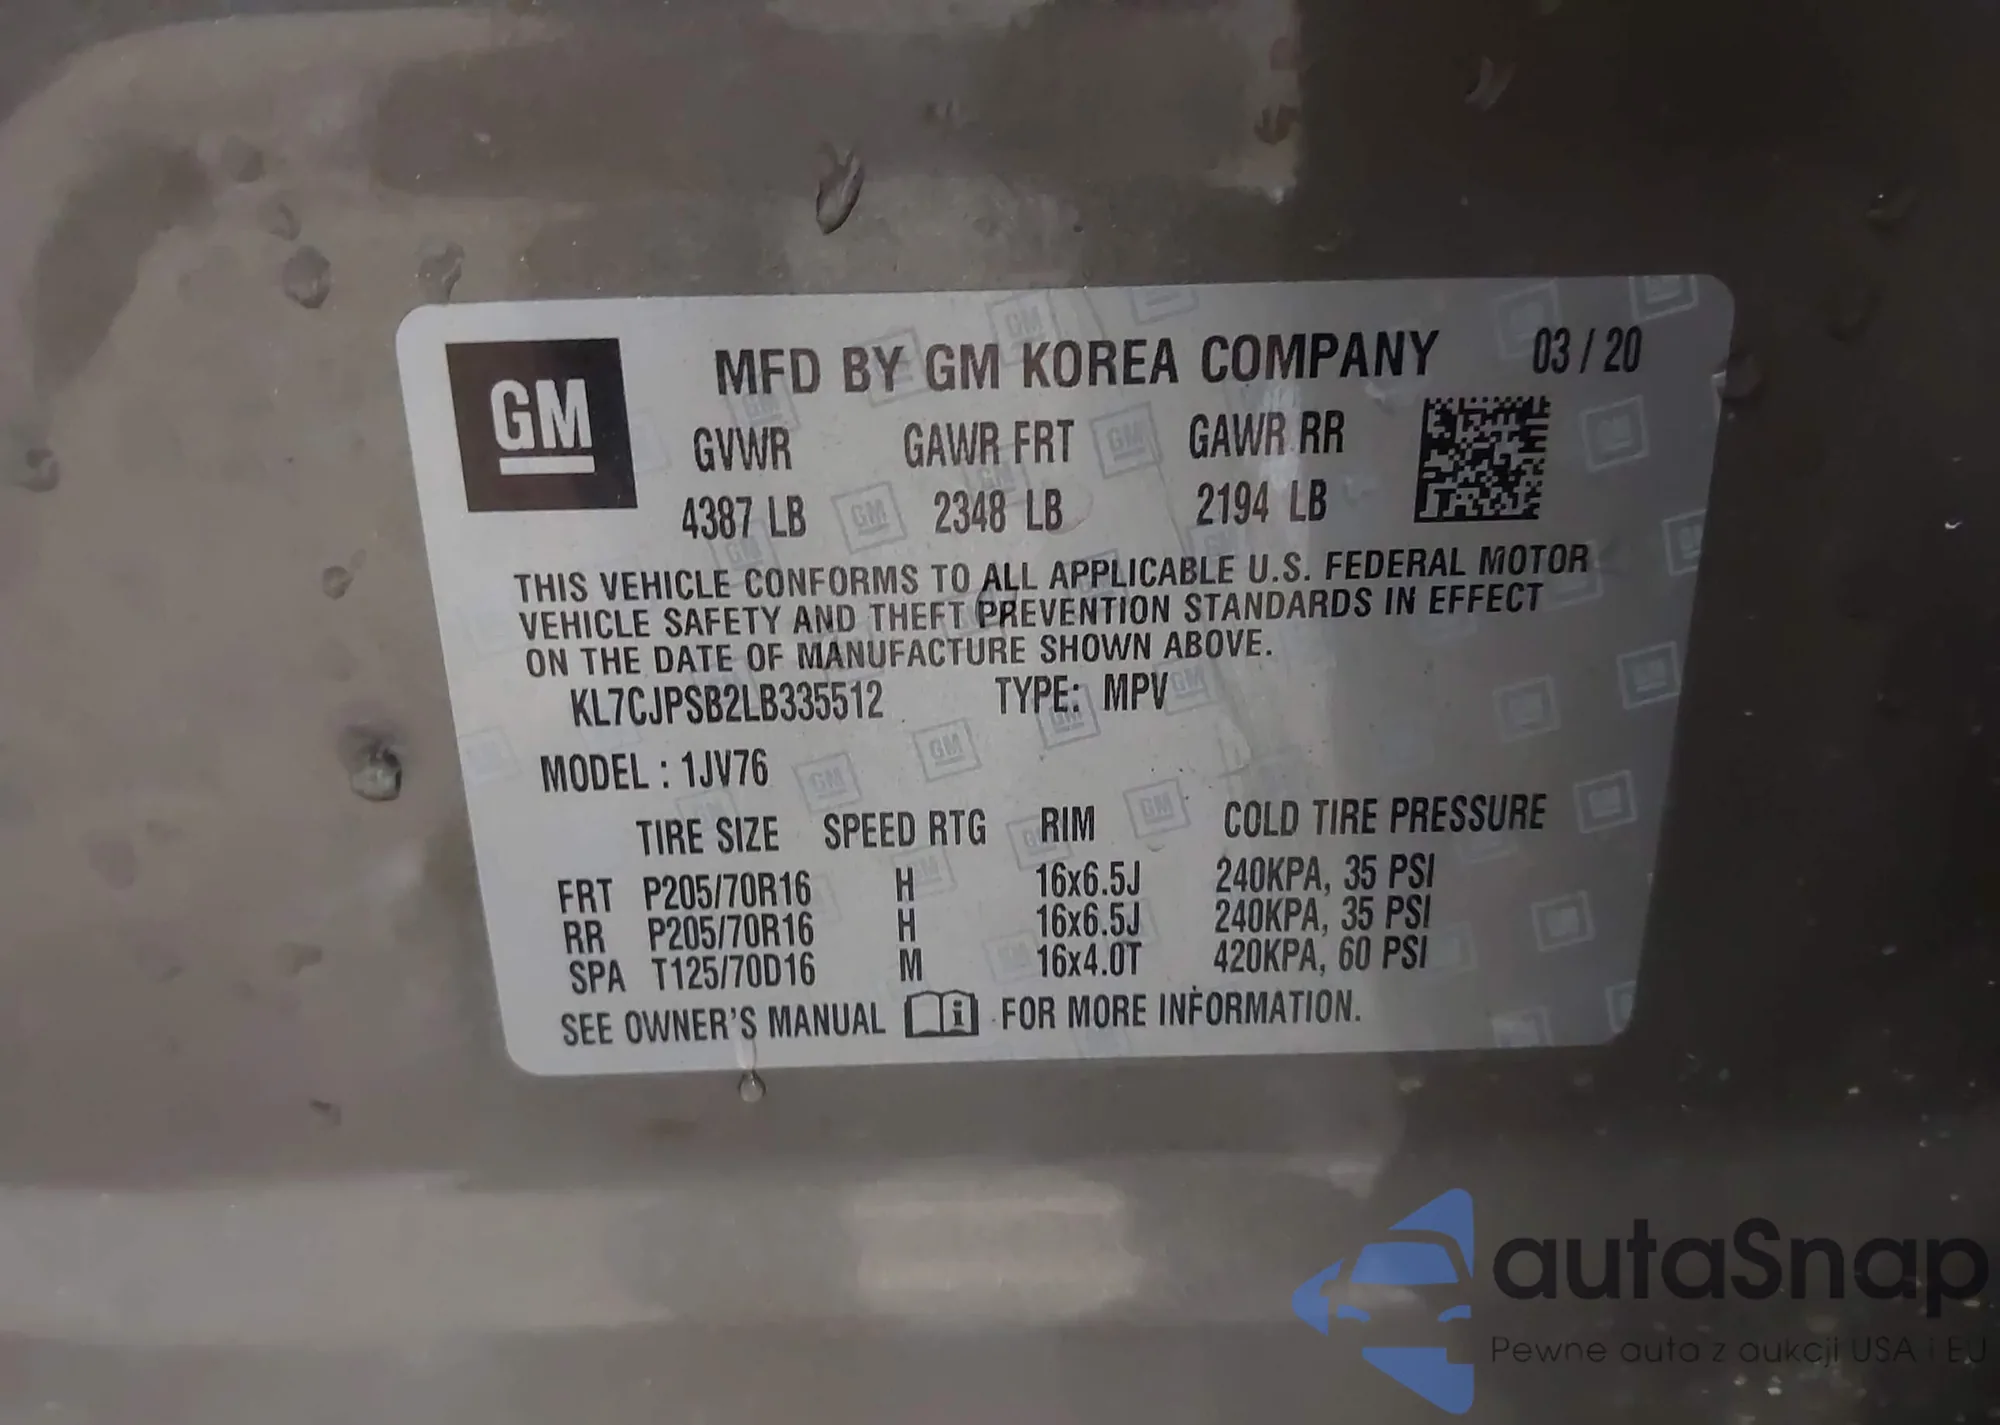 GM
MFD BY GM KOREA COMPANY 03 / 20
GVWR GAWR FRT GAWR RR
4387 LB 2348 LB 2194 LB
THIS VEHICLE CONFORMS TO ALL APPLICABLE U.S. FEDERAL MOTOR
VEHICLE SAFETY AND THEFT PREVENTION STANDARDS IN EFFECT
ON THE DATE OF MANUFACTURE SHOWN ABOVE.
KL7CJPSB2LB335512 TYPE: MPV
MODEL : 1JV76
TIRE SIZE SPEED RTG RIM COLD TIRE PRESSURE
FRT P205/70R16 H 16x6.5J 240KPA, 35 PSI
RR P205/70R16 H 16x6.5J 240KPA, 35 PSI
SPA T125/70D16 M 16x4.0T 420KPA, 60 PSI
SEE OWNER'S MANUAL i FOR MORE INFORMATION.
autaSnap
Pewne auta z aukcji USA i EU